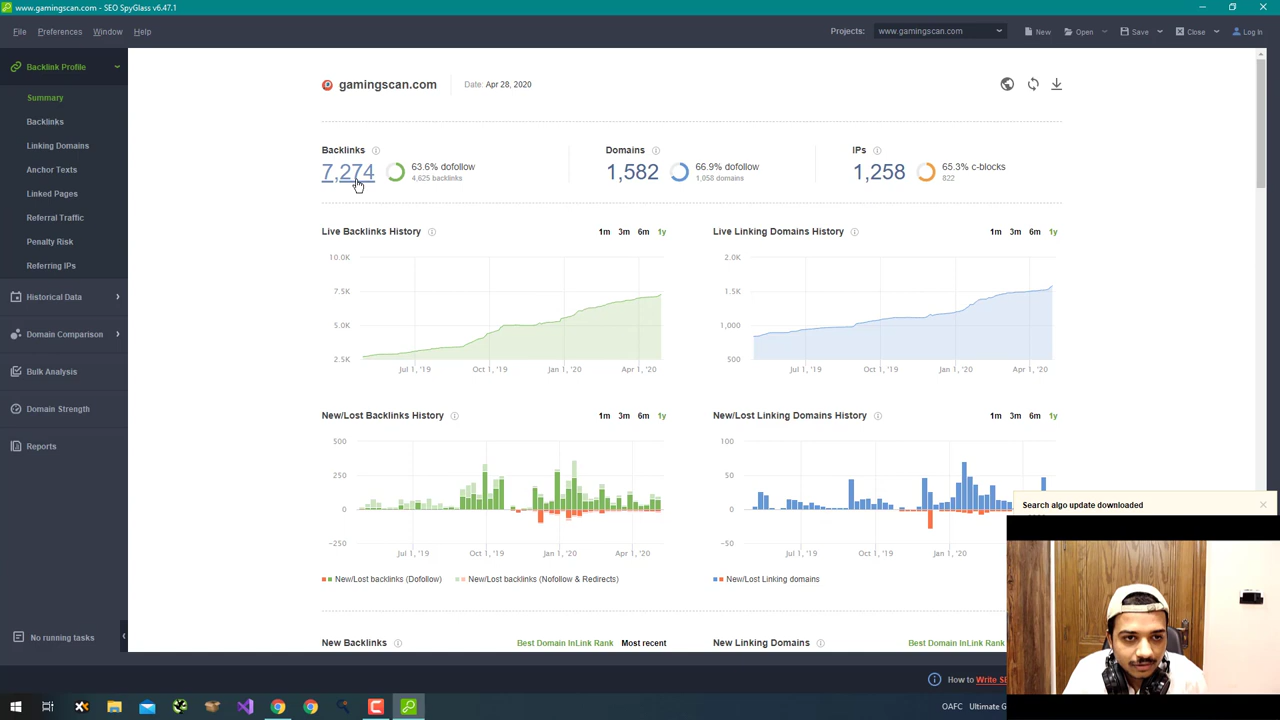 www.gamingscan.com - SEO SpyGlass v6.47.1
File Preferences Window Help
Projects: www.gamingscan.com New Open Save Close Log In
Backlink Profile
Summary
Backlinks
Linking Domains
Anchor Texts
Linked Pages
Referral Traffic
Penalty Risk
Referring IPs
Historical Data
Domain Comparison
Bulk Analysis
Domain Strength
Reports
No running tasks
gamingscan.com Date: Apr 28, 2020
Backlinks
7,274
63.6% dofollow
4,625 backlinks
Domains
1,582
66.9% dofollow
1,058 domains
IPs
1,258
65.3% c-blocks
822
Live Backlinks History 1m 3m 6m 1y
10.0K
7.5K
5.0K
2.5K
Jul 1, '19 Oct 1, '19 Jan 1, '20 Apr 1, '20
Live Linking Domains History 1m 3m 6m 1y
2.0K
1.5K
1,000
500
Jul 1, '19 Oct 1, '19 Jan 1, '20 Apr 1, '20
New/Lost Backlinks History 1m 3m 6m 1y
500
250
0
−250
Jul 1, '19 Oct 1, '19 Jan 1, '20 Apr 1, '20
New/Lost backlinks (Dofollow) New/Lost backlinks (Nofollow & Redirects)
New/Lost Linking Domains History 1m 3m 6m 1y
100
50
0
−50
Jul 1, '19 Oct 1, '19 Jan 1, '20
New/Lost Linking domains
Search algo update downloaded
New Backlinks Best Domain InLink Rank Most recent
New Linking Domains Best Domain InLink Rank
How to Write SE
OAFC Ultimate G